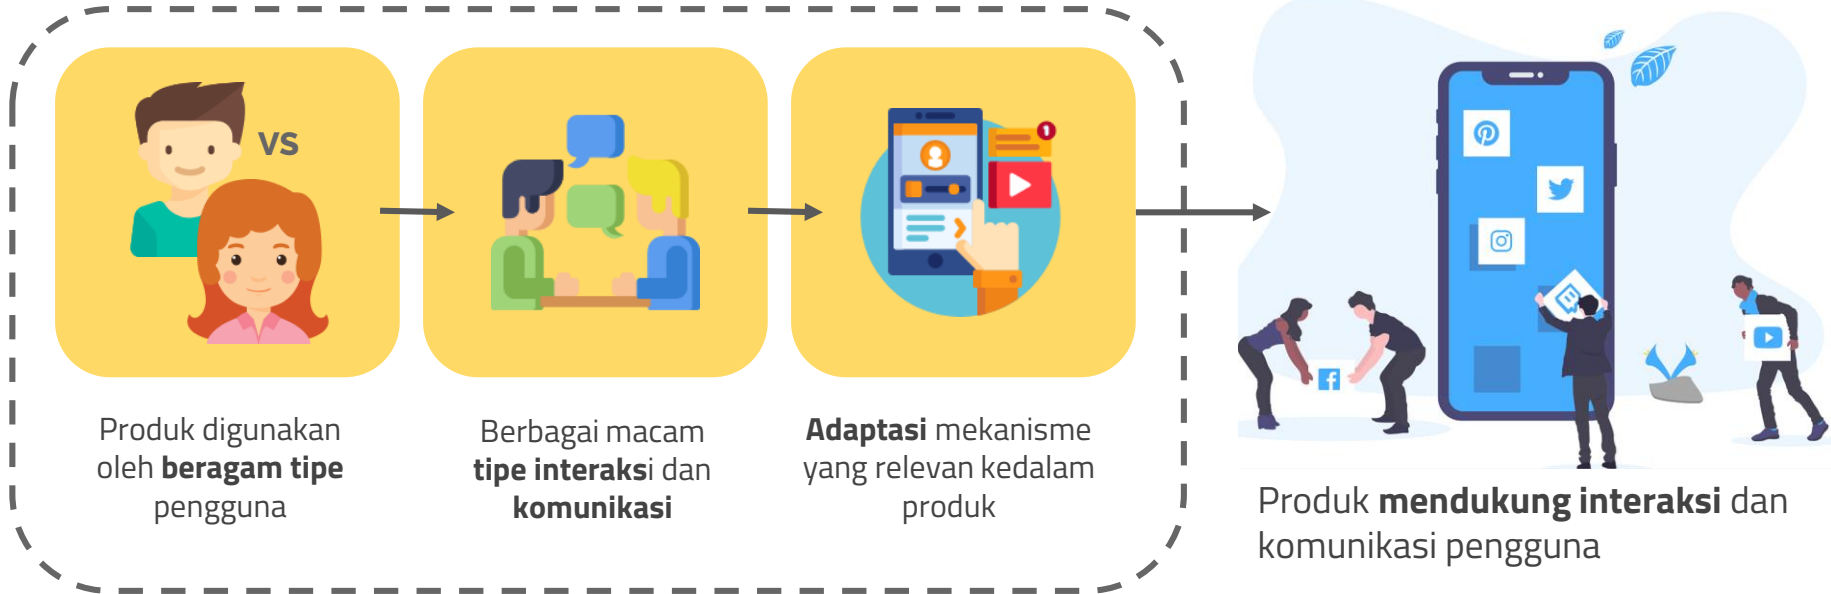 vs
1
Produk digunakan
oleh beragam tipe
pengguna
Berbagai macam
tipe interaksi dan
komunikasi
Adaptasi mekanisme
yang relevan kedalam
produk
Produk mendukung interaksi dan
komunikasi pengguna